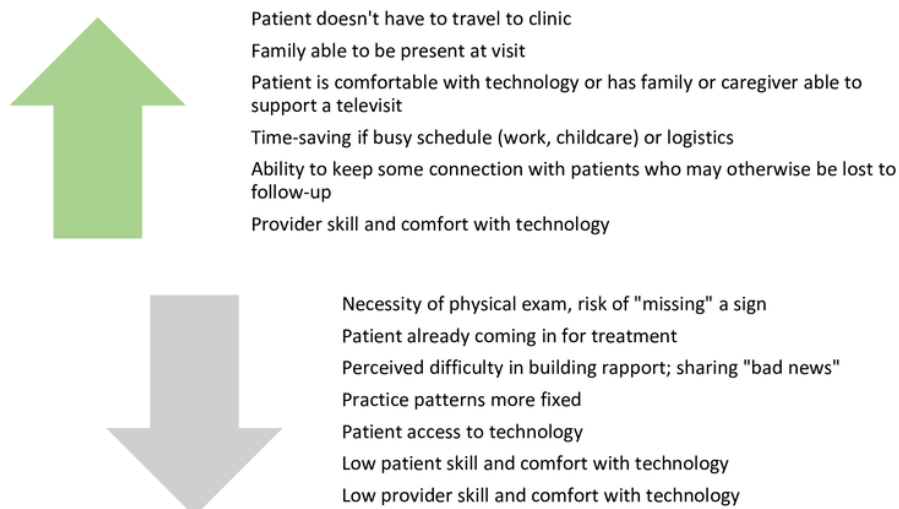 Patient doesn't have to travel to clinic
Family able to be present at visit
Patient is comfortable with technology or has family or caregiver able to
support a televisit
Time-saving if busy schedule (work, childcare) or logistics
Ability to keep some connection with patients who may otherwise be lost to
follow-up
Provider skill and comfort with technology
Necessity of physical exam, risk of "missing" a sign
Patient already coming in for treatment
Perceived difficulty in building rapport; sharing "bad news"
Practice patterns more fixed
Patient access to technology
Low patient skill and comfort with technology
Low provider skill and comfort with technology